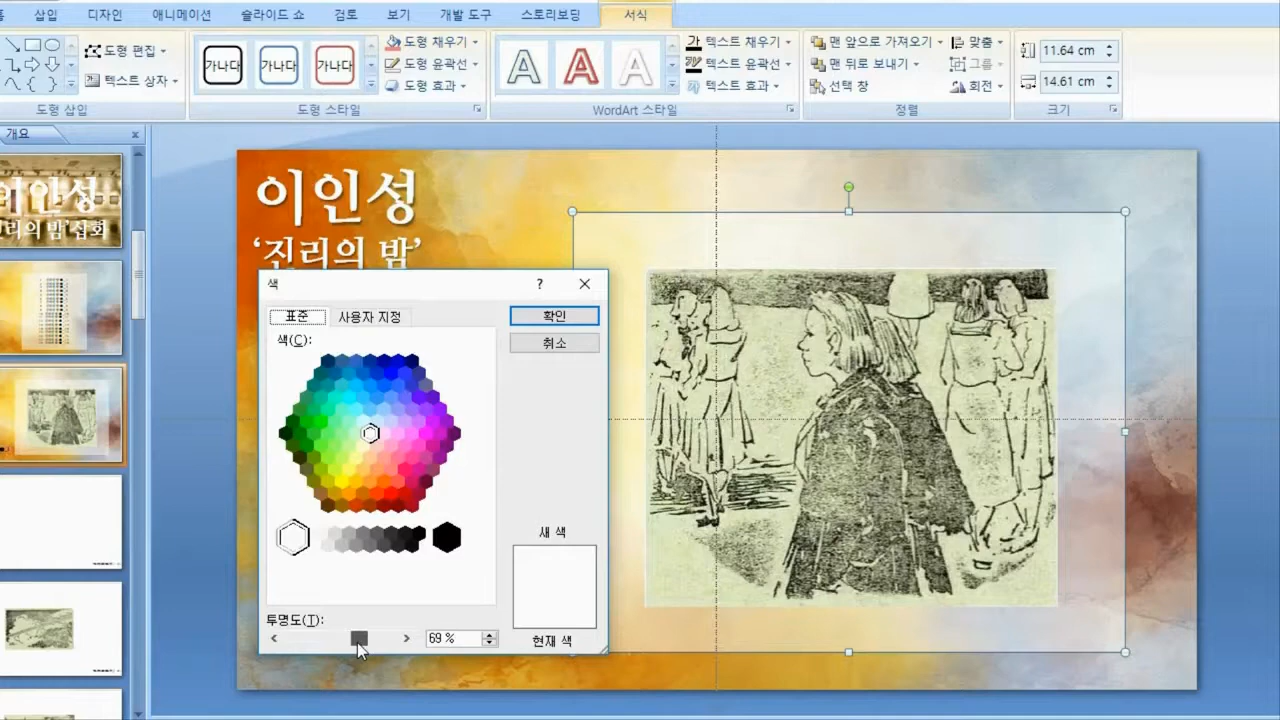 삽입 디자인 애니메이션 슬라이드 쇼 검토 보기 개발 도구 스토리보딩 서식
도형 편집
텍스트 상자
도형 삽입
가나다 가나다 가나다
도형 채우기
도형 윤곽선
도형 효과
도형 스타일
A A A
텍스트 채우기
텍스트 윤곽선
텍스트 효과
WordArt 스타일
맨 앞으로 가져오기
맨 뒤로 보내기
선택 창
맞춤
그룹
회전
정렬
11.64 cm
14.61 cm
크기
개요
이인성
진리의 밤' 삽화
이인성
‘진리의 밤’
색
표준 사용자 지정
색(C):
확인
취소
새 색
현재 색
투명도(T):
69 %